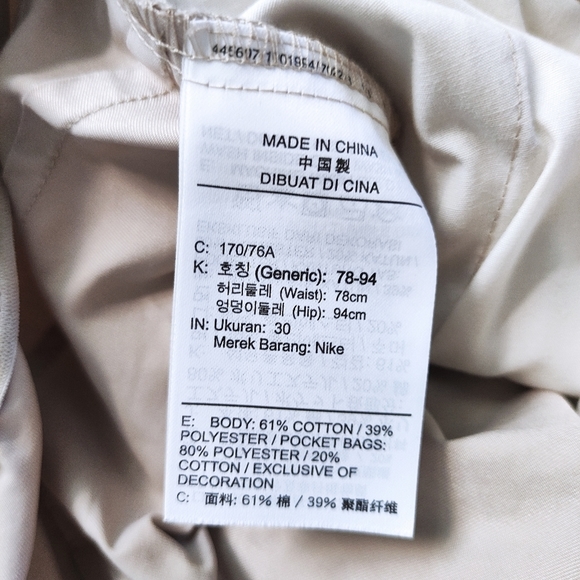 MADE IN CHINA
中国製
DIBUAT DI CINA
C: 170/76A
K: 호칭 (Generic): 78-94
허리둘레 (Waist): 78cm
엉덩이둘레 (Hip): 94cm
IN: Ukuran: 30
Merek Barang: Nike
E: BODY: 61% COTTON / 39%
POLYESTER / POCKET BAGS:
80% POLYESTER / 20%
COTTON / EXCLUSIVE OF
DECORATION
C: 面料: 61% 棉 / 39% 聚酯纤维